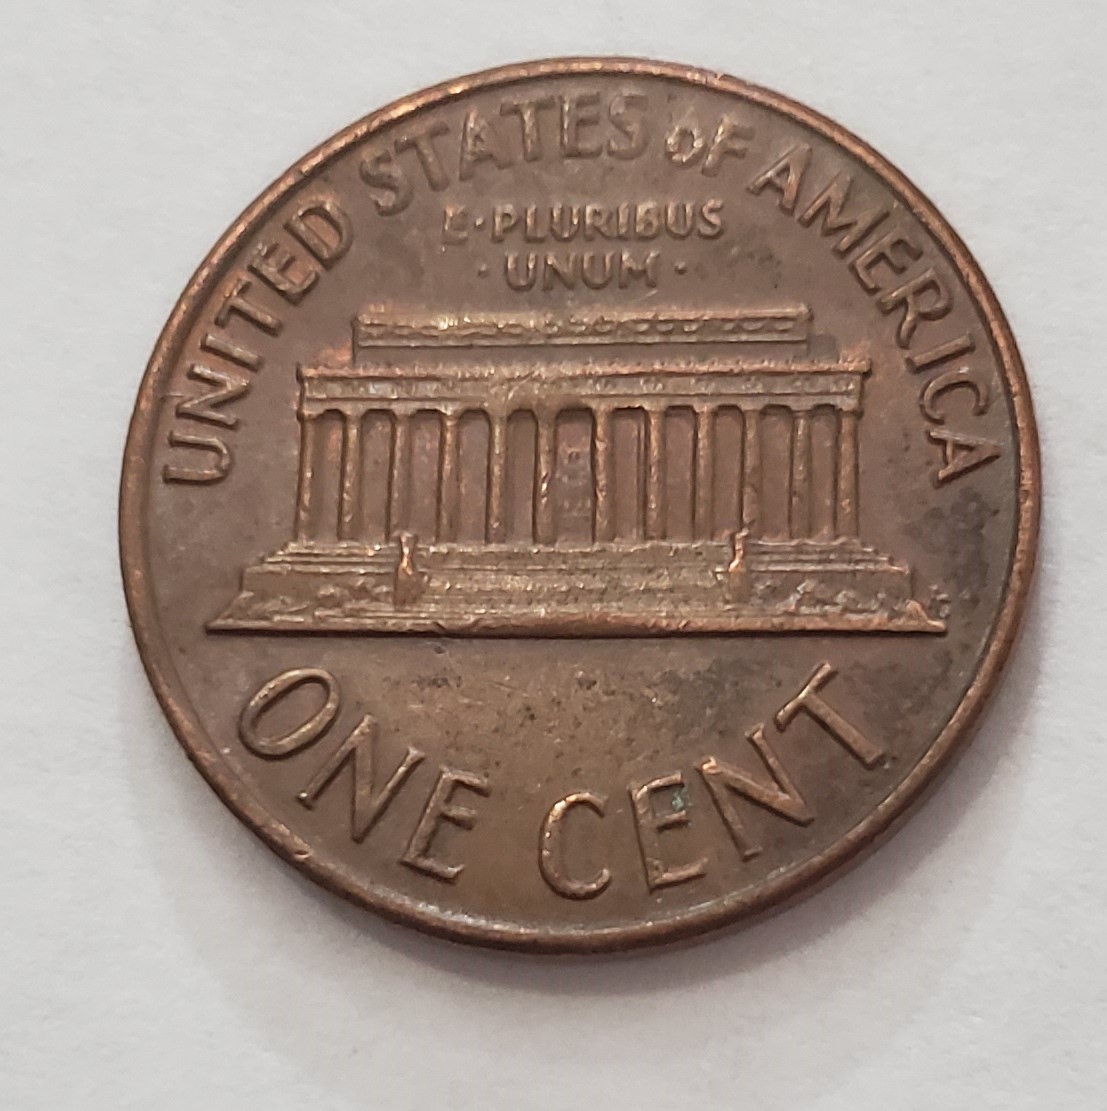 UNITED STATES oF AMERICA
E·PLURIBUS
·UNUM·
ONE CENT